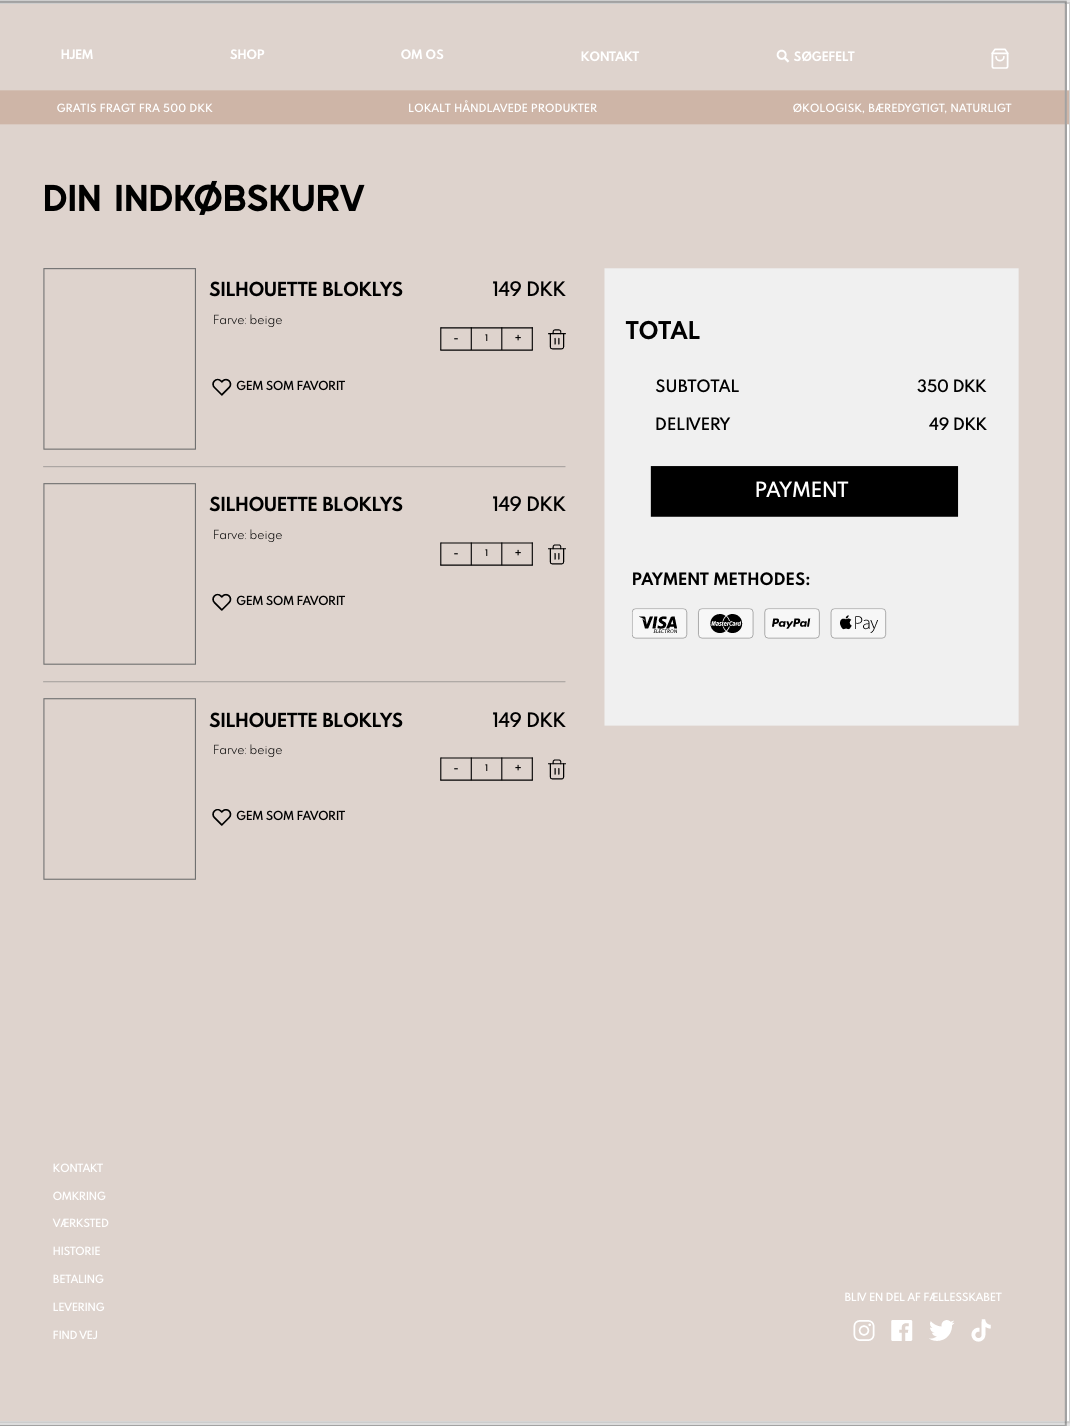 HJEM SHOP OM OS KONTAKT SØGEFELT
GRATIS FRAGT FRA 500 DKK LOKALT HÅNDLAVEDE PRODUKTER ØKOLOGISK, BÆREDYGTIGT, NATURLIGT
DIN INDKØBSKURV
SILHOUETTE BLOKLYS 149 DKK
Farve: beige
- 1 +
GEM SOM FAVORIT
SILHOUETTE BLOKLYS 149 DKK
Farve: beige
- 1 +
GEM SOM FAVORIT
SILHOUETTE BLOKLYS 149 DKK
Farve: beige
- 1 +
GEM SOM FAVORIT
TOTAL
SUBTOTAL 350 DKK
DELIVERY 49 DKK
PAYMENT
PAYMENT METHODES:
VISA ELECTRON MasterCard PayPal Pay
KONTAKT
OMKRING
VÆRKSTED
HISTORIE
BETALING
LEVERING
FIND VEJ
BLIV EN DEL AF FÆLLESSKABET